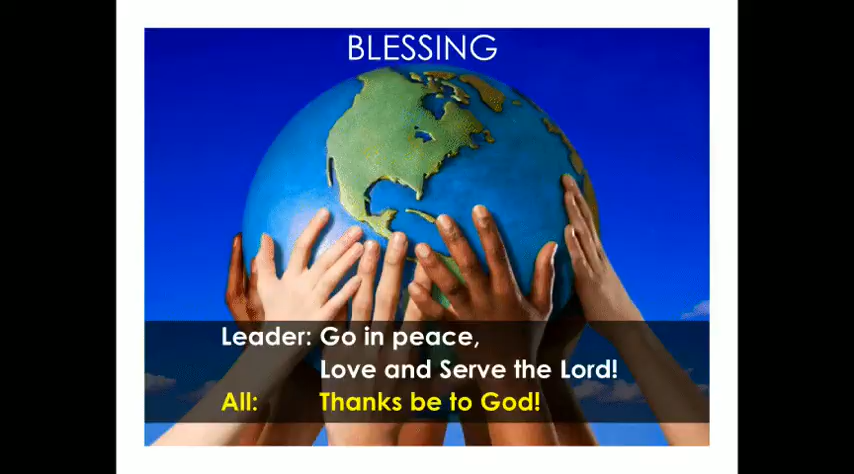 BLESSING
Leader: Go in peace,
Love and Serve the Lord!
All: Thanks be to God!